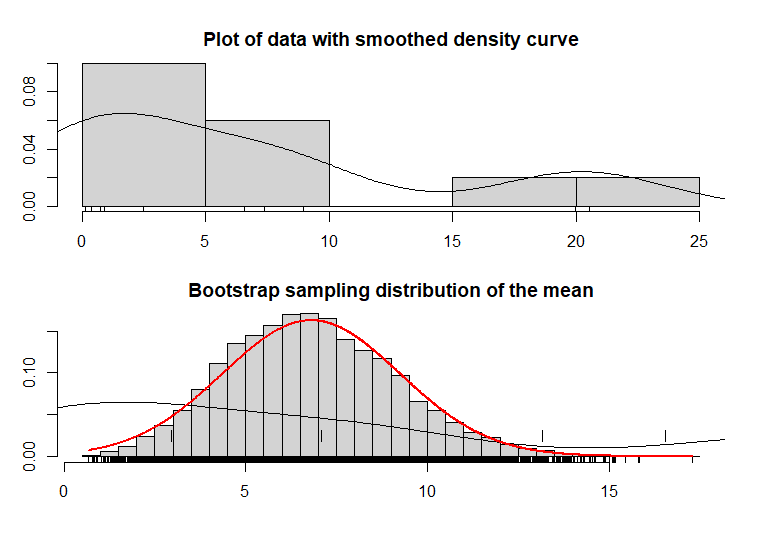 Plot of data with smoothed density curve
0.08
0.04
0.00
0 5 10 15 20 25
Bootstrap sampling distribution of the mean
0.10
0.00
0 5 10 15